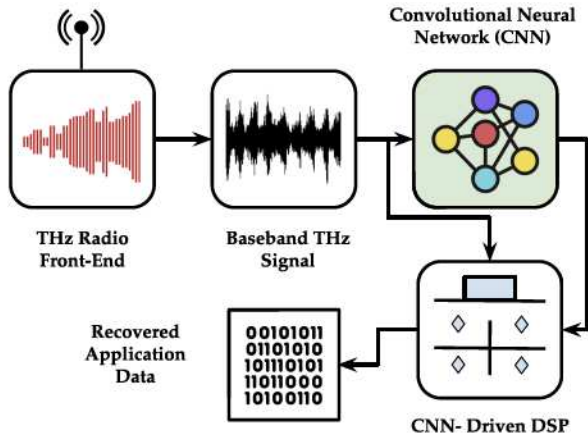 Convolutional Neural
Network (CNN)
THz Radio
Front-End
Baseband THz
Signal
Recovered
Application
Data
00101011
01101010
101110101
11011000
10100110
CNN- Driven DSP